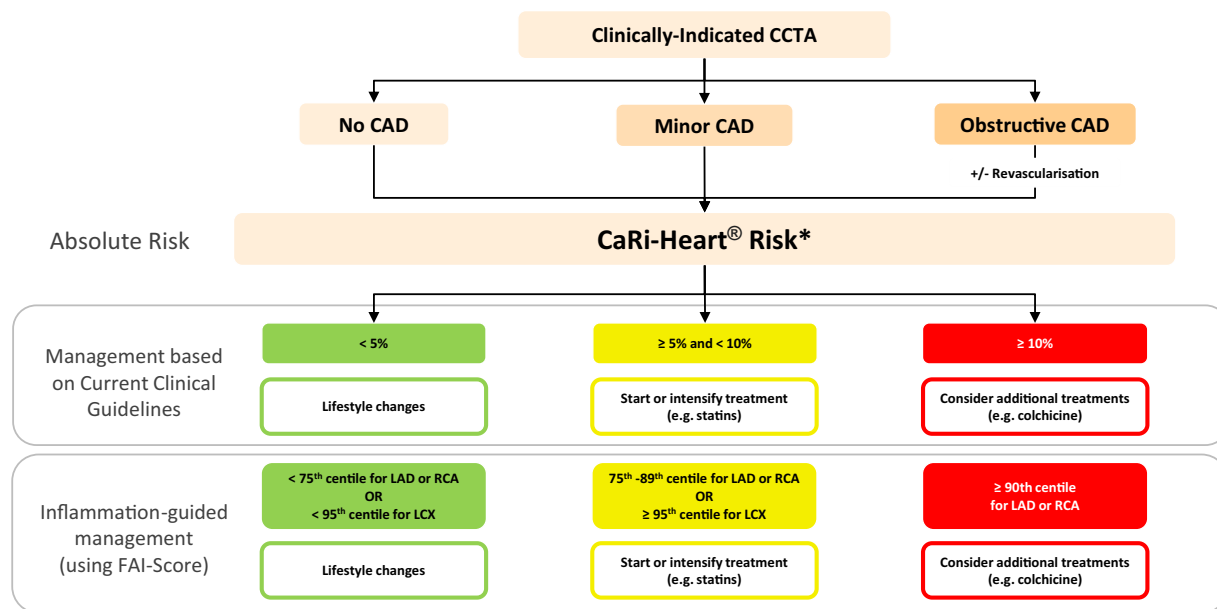 Clinically-Indicated CCTA
No CAD
Minor CAD
Obstructive CAD
+/- Revascularisation
Absolute Risk
CaRi-Heart® Risk*
Management based
on Current Clinical
Guidelines
< 5%
≥ 5% and < 10%
≥ 10%
Lifestyle changes
Start or intensify treatment
(e.g. statins)
Consider additional treatments
(e.g. colchicine)
Inflammation-guided
management
(using FAI-Score)
< 75th centile for LAD or RCA
OR
< 95th centile for LCX
75th -89th centile for LAD or RCA
OR
≥ 95th centile for LCX
≥ 90th centile
for LAD or RCA
Lifestyle changes
Start or intensify treatment
(e.g. statins)
Consider additional treatments
(e.g. colchicine)